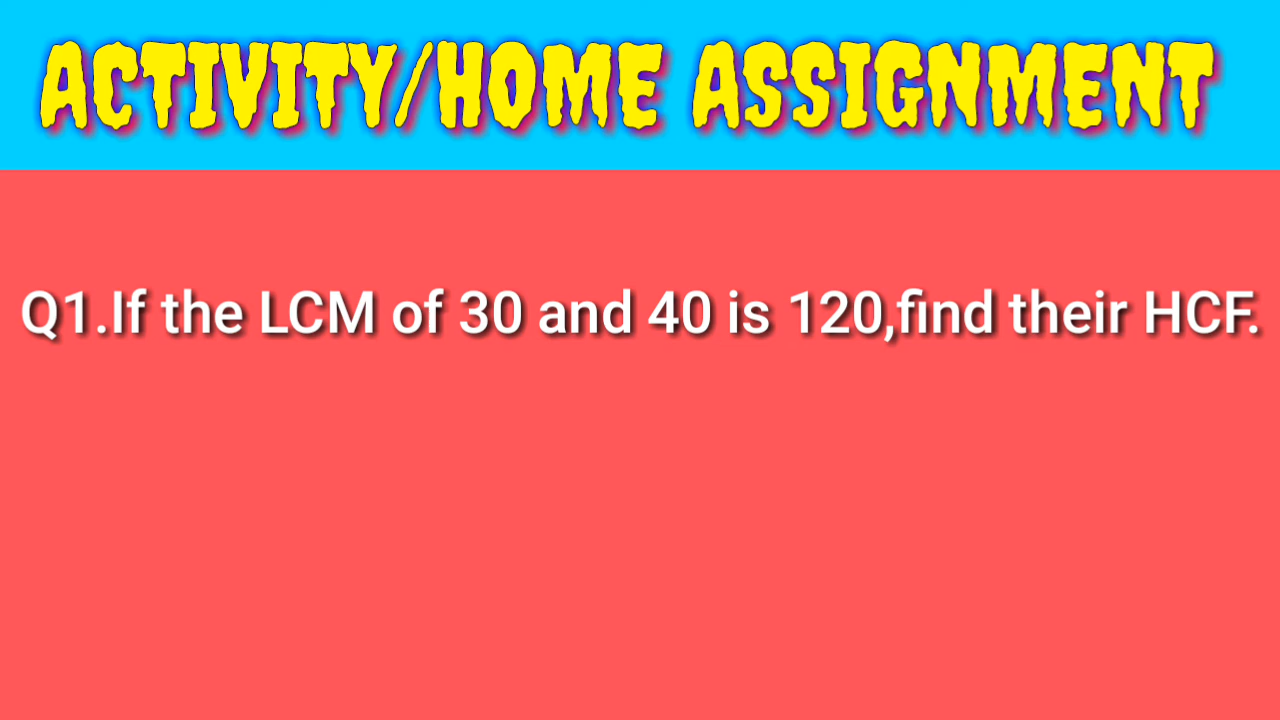 ACTIVITY/HOME ASSIGNMENT
Q1.If the LCM of 30 and 40 is 120,find their HCF.